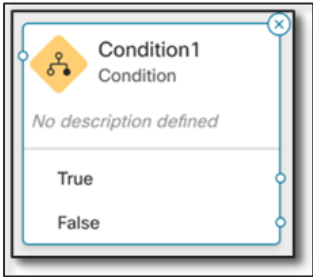 Condition1
Condition
No description defined
True
False